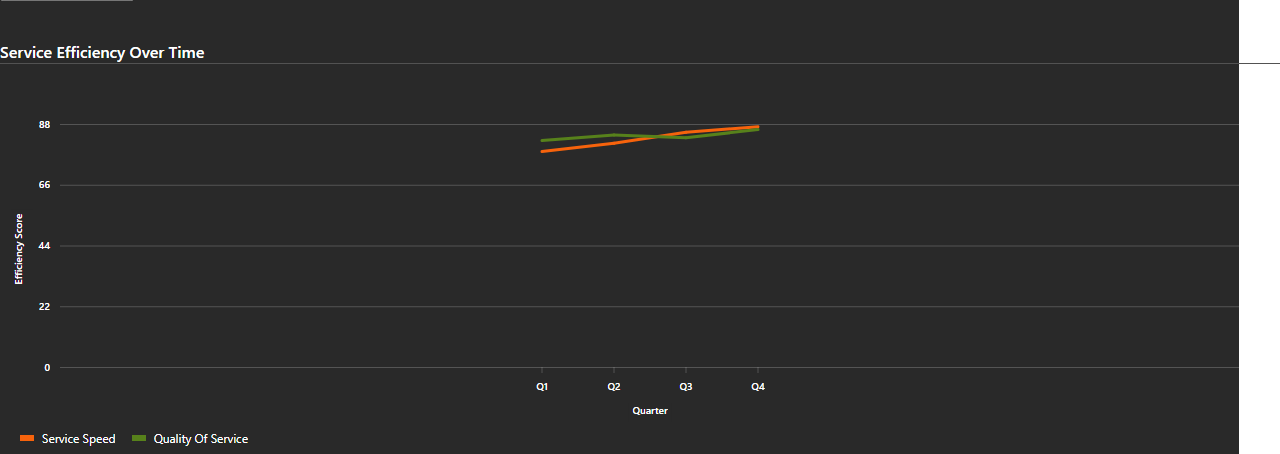 Service Efficiency Over Time
88
66
44
22
0
Efficiency Score
Q1 Q2 Q3 Q4
Quarter
Service Speed Quality Of Service